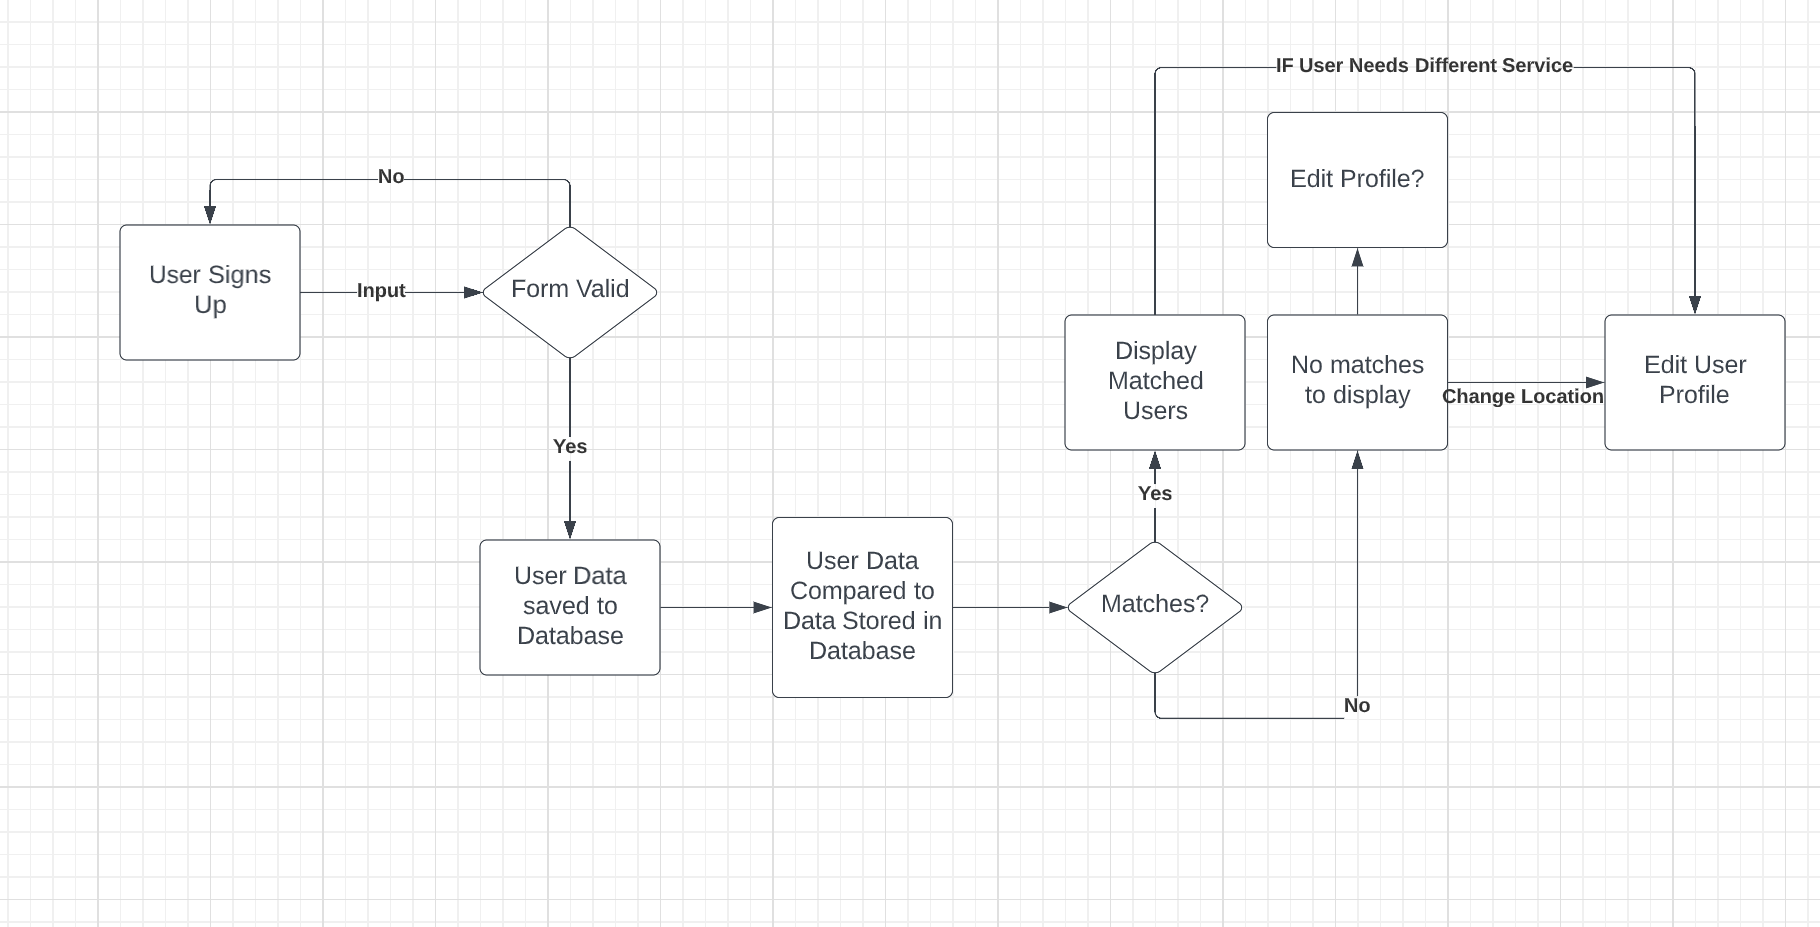 IF User Needs Different Service
Edit Profile?
No
User Signs
Up
Input
Form Valid
Display
Matched
Users
No matches
to display
Change Location
Edit User
Profile
Yes
Yes
User Data
saved to
Database
User Data
Compared to
Data Stored in
Database
Matches?
No